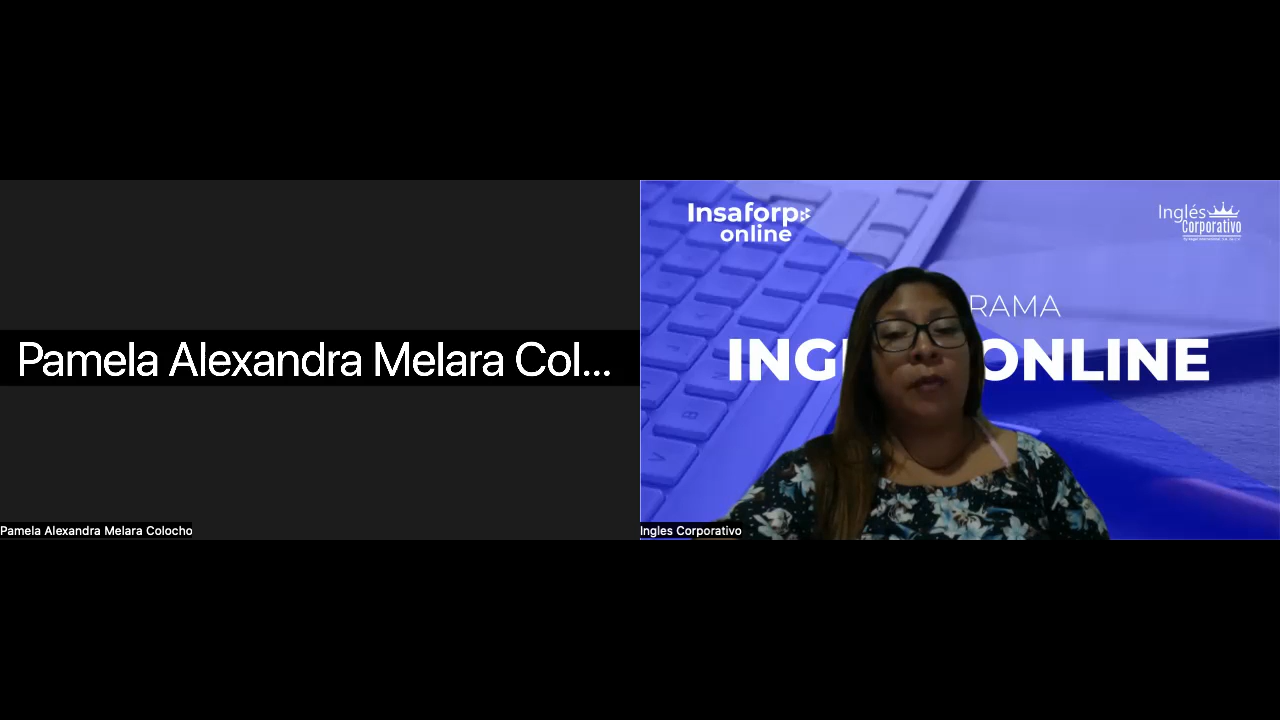 Pamela Alexandra Melara Col...
Pamela Alexandra Melara Colocho
Insaforp
online
Inglés
Corporativo
RAMA
INGL ONLINE
Ingles Corporativo